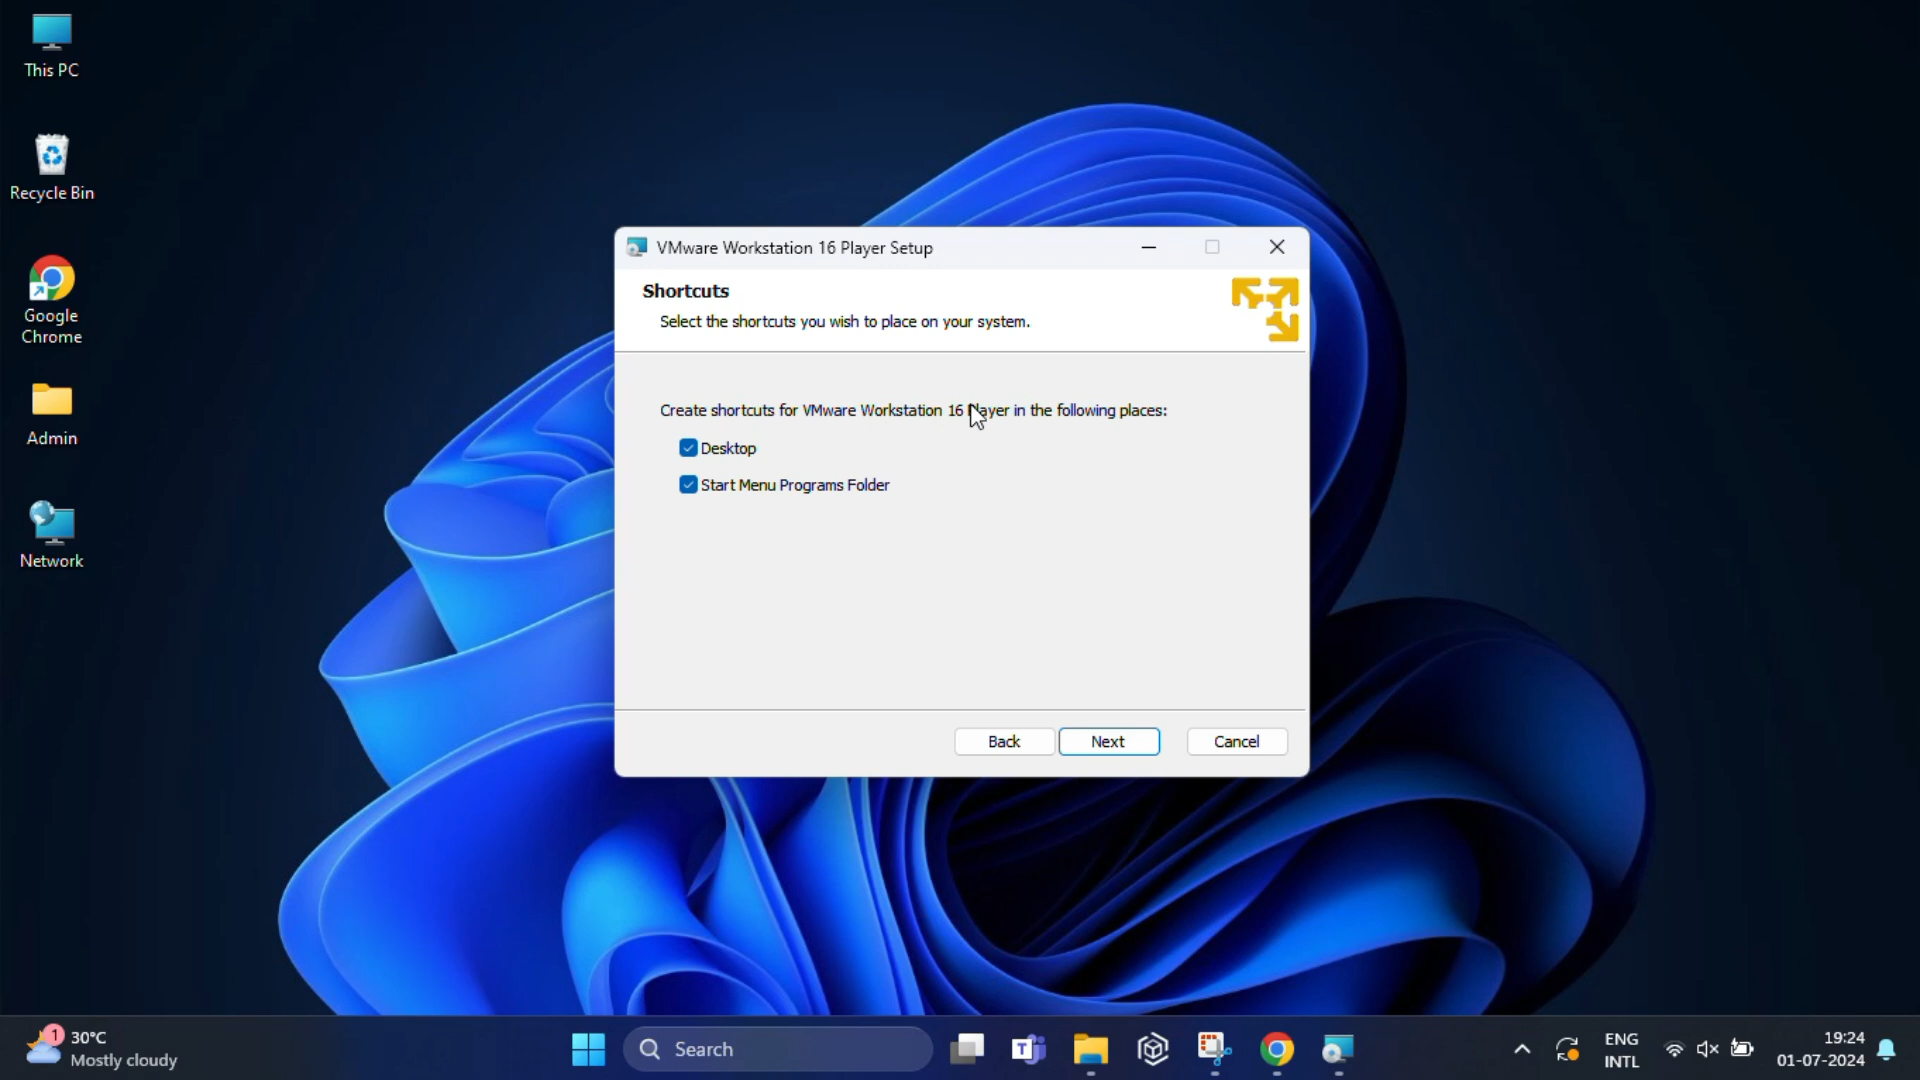 This PC
Recycle Bin
Google
Chrome
Admin
Network
VMware Workstation 16 Player Setup
Shortcuts
Select the shortcuts you wish to place on your system.
Create shortcuts for VMware Workstation 16 Player in the following places:
Desktop
Start Menu Programs Folder
Back
Next
Cancel
1
30°C
Mostly cloudy
Search
T
ENG
INTL
19:24
01-07-2024